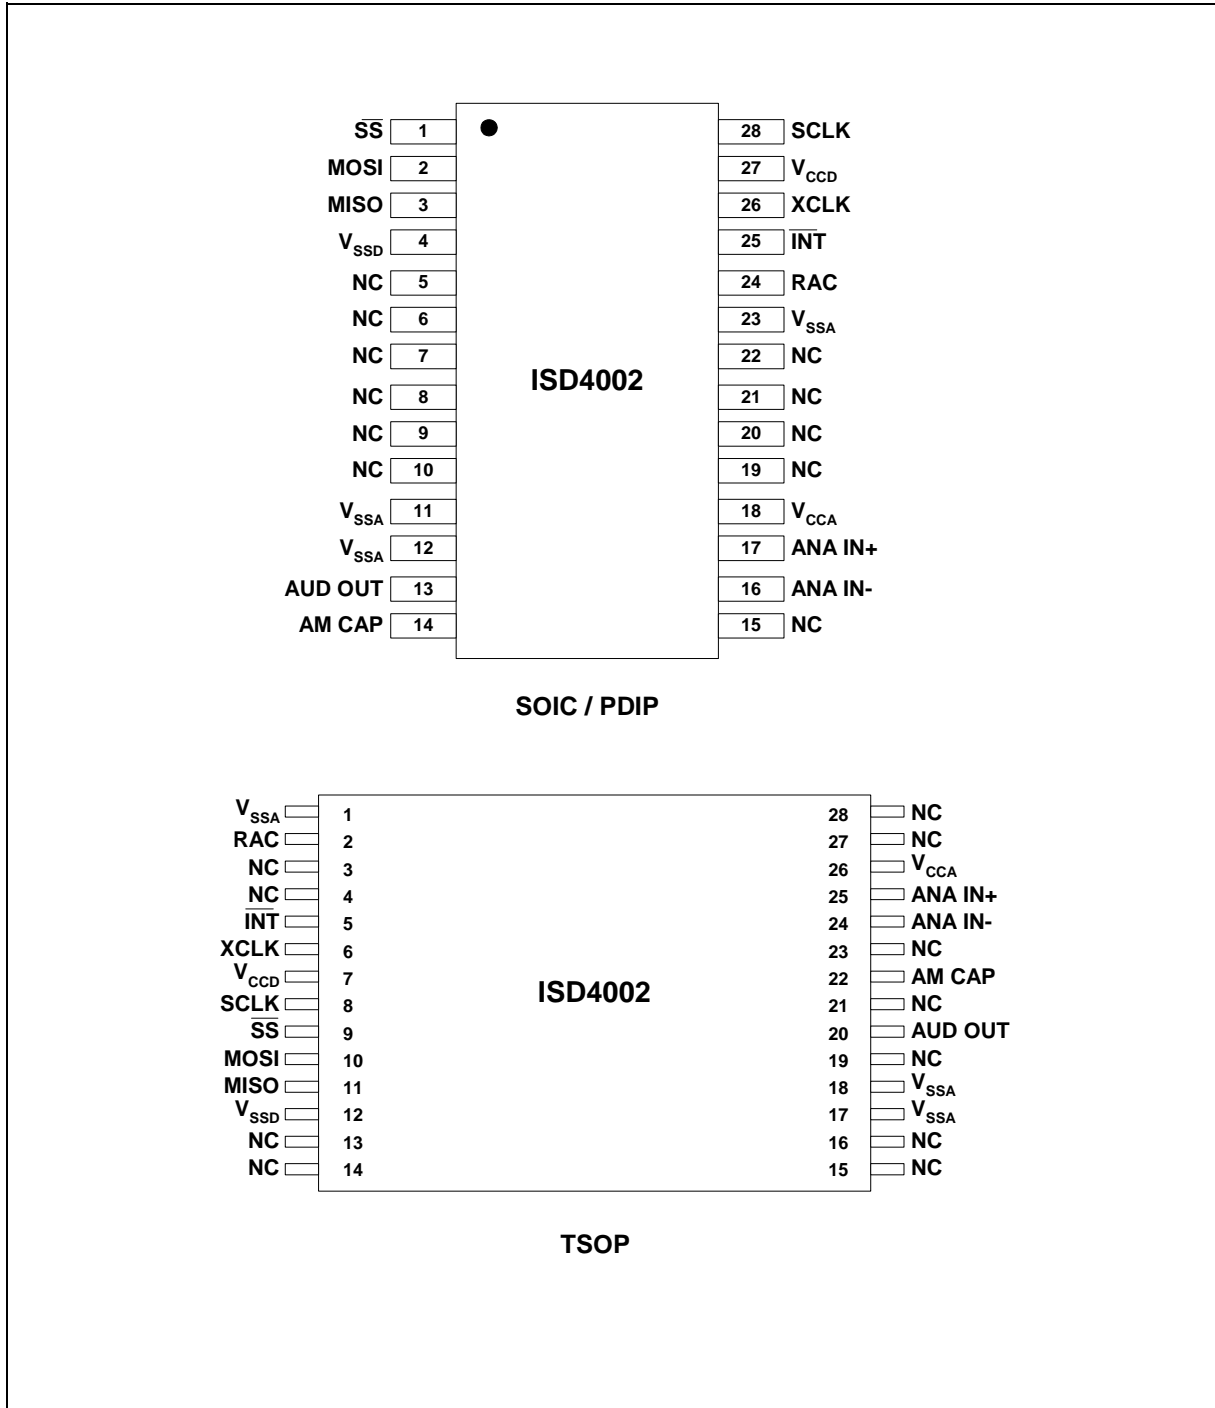 S̅S̅ 1 28 SCLK
MOSI 2 27 VCCD
MISO 3 26 XCLK
VSSD 4 25 I̅N̅T̅
NC 5 24 RAC
NC 6 23 VSSA
NC 7 22 NC
ISD4002
NC 8 21 NC
NC 9 20 NC
NC 10 19 NC
VSSA 11 18 VCCA
VSSA 12 17 ANA IN+
AUD OUT 13 16 ANA IN-
AM CAP 14 15 NC
SOIC / PDIP
VSSA 1 28 NC
RAC 2 27 NC
NC 3 26 VCCA
NC 4 25 ANA IN+
I̅N̅T̅ 5 24 ANA IN-
XCLK 6 23 NC
VCCD 7 22 AM CAP
ISD4002
SCLK 8 21 NC
S̅S̅ 9 20 AUD OUT
MOSI 10 19 NC
MISO 11 18 VSSA
VSSD 12 17 VSSA
NC 13 16 NC
NC 14 15 NC
TSOP